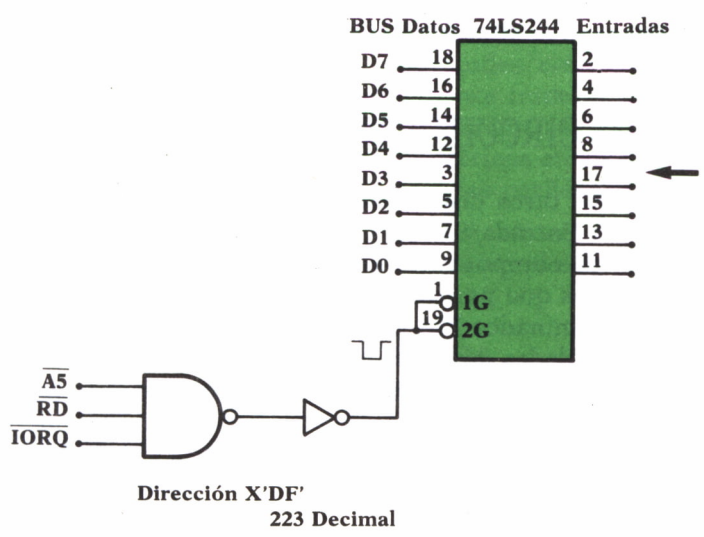 BUS Datos 74LS244 Entradas
D7 18 2
D6 16 4
D5 14 6
D4 12 8
D3 3 17
D2 5 15
D1 7 13
D0 9 11
1 1G
19 2G
A5
RD
IORQ
Dirección X'DF'
223 Decimal